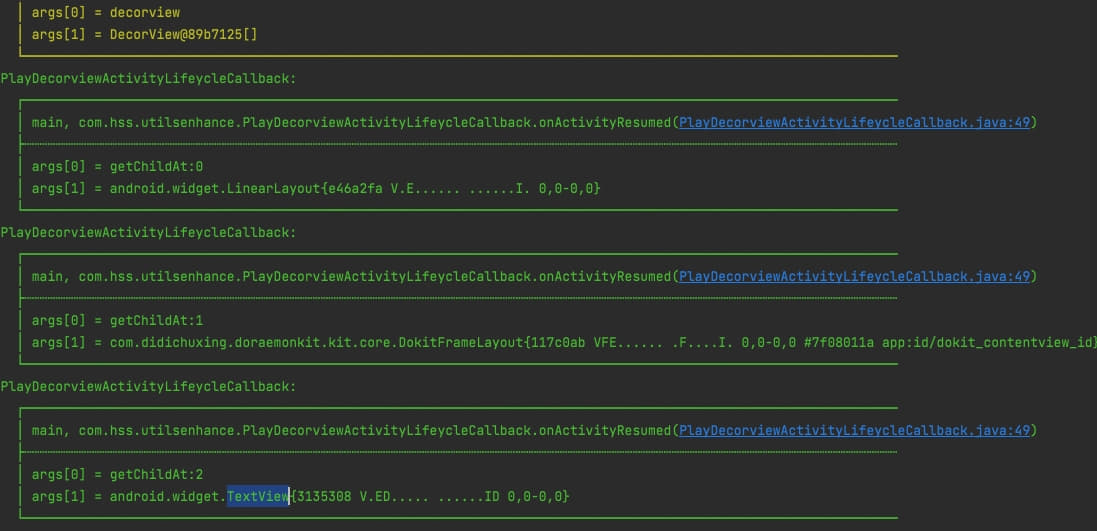 args[0] = decorview
args[1] = DecorView@89b7125[]
PlayDecorviewActivityLifeycleCallback:
main, com.hss.utilsenhance.PlayDecorviewActivityLifeycleCallback.onActivityResumed(PlayDecorviewActivityLifeycleCallback.java:49)
args[0] = getChildAt:0
args[1] = android.widget.LinearLayout{e46a2fa V.E...... ......I. 0,0-0,0}
PlayDecorviewActivityLifeycleCallback:
main, com.hss.utilsenhance.PlayDecorviewActivityLifeycleCallback.onActivityResumed(PlayDecorviewActivityLifeycleCallback.java:49)
args[0] = getChildAt:1
args[1] = com.didichuxing.doraemonkit.kit.core.DokitFrameLayout{117c0ab VFE...... .F....I. 0,0-0,0 #7f08011a app:id/dokit_contentview_id}
PlayDecorviewActivityLifeycleCallback:
main, com.hss.utilsenhance.PlayDecorviewActivityLifeycleCallback.onActivityResumed(PlayDecorviewActivityLifeycleCallback.java:49)
args[0] = getChildAt:2
args[1] = android.widget.TextView{3135308 V.ED..... ......ID 0,0-0,0}